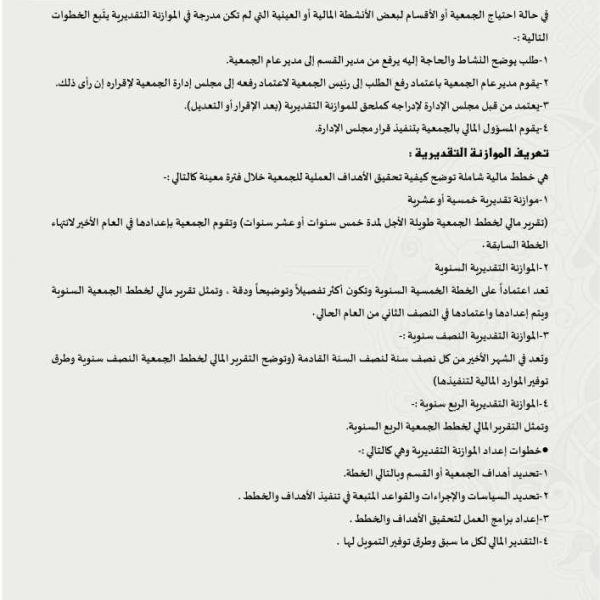 في حالة احتياج الجمعية أو الأقسام لبعض الأنشطة المالية أو العينية التي لم تكن مدرجة في الموازنة التقديرية يتّبع الخطوات
التالية :-
١-طلب يوضح النشاط والحاجة إليه يرفع من مدير القسم إلى مدير عام الجمعية.
٢-يقوم مدير عام الجمعية باعتماد رفع الطلب إلى رئيس الجمعية لاعتماد رفعه إلى مجلس إدارة الجمعية لإقراره إن رأى ذلك.
٣-يعتمد من قبل مجلس الإدارة لإدراجه كملحق للموازنة التقديرية (بعد الإقرار أو التعديل).
٤-يقوم المسؤول المالي بالجمعية بتنفيذ قرار مجلس الإدارة.
تعريف الموازنة التقديرية :
هي خطط مالية شاملة توضح كيفية تحقيق الأهداف العملية للجمعية خلال فترة معينة كالتالي:-
١-موازنة تقديرية خمسية أو عشرية
(تقرير مالي لخطط الجمعية طويلة الأجل لمدة خمس سنوات أو عشر سنوات) وتقوم الجمعية بإعدادها في العام الأخير لانتهاء
الخطة السابقة.
٢-الموازنة التقديرية السنوية
تعد اعتماداً على الخطة الخمسية السنوية وتكون أكثر تفصيلاً وتوضيحاً ودقة ، وتمثل تقرير مالي لخطط الجمعية السنوية
ويتم إعدادها واعتمادها في النصف الثاني من العام الحالي.
٣-الموازنة التقديرية النصف سنوية:-
وتعد في الشهر الأخير من كل نصف سنة لنصف السنة القادمة (وتوضح التقرير المالي لخطط الجمعية النصف سنوية وطرق
توفير الموارد المالية لتنفيذها)
٤-الموازنة التقديرية الربع سنوية:-
وتمثل التقرير المالي لخطط الجمعية الربع السنوية.
●خطوات إعداد الموازنة التقديرية وهي كالتالي:-
١-تحديد أهداف الجمعية أو القسم وبالتالي الخطة.
٢-تحديد السياسات والإجراءات والقواعد المتبعة في تنفيذ الأهداف والخطط .
٣-إعداد برامج العمل لتحقيق الأهداف والخطط .
٤-التقدير المالي لكل ما سبق وطرق توفير التمويل لها .